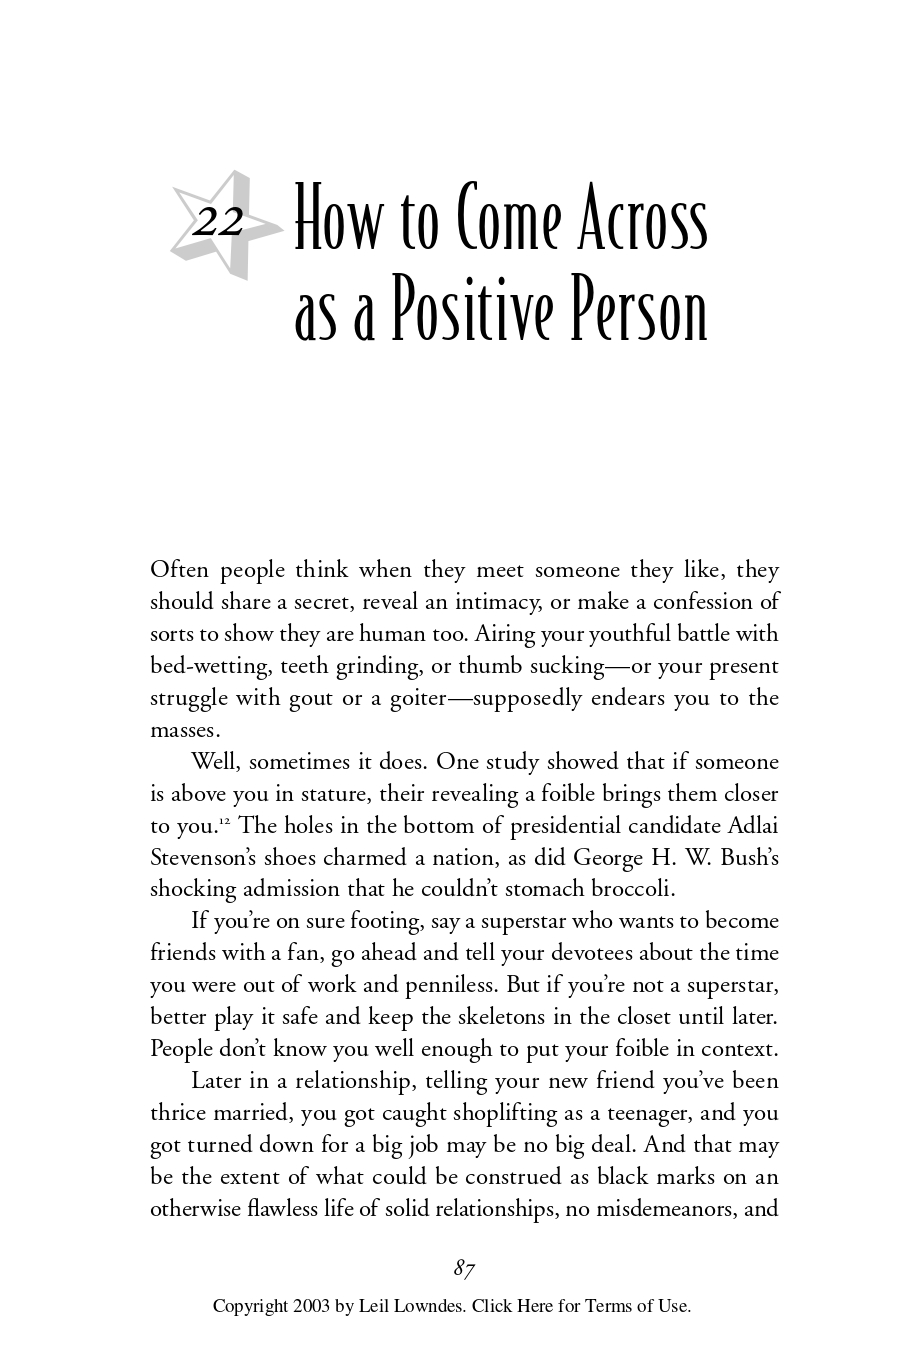 22
How to Come Across
as a Positive Person
Often people think when they meet someone they like, they
should share a secret, reveal an intimacy, or make a confession of
sorts to show they are human too. Airing your youthful battle with
bed-wetting, teeth grinding, or thumb sucking—or your present
struggle with gout or a goiter—supposedly endears you to the
masses.
Well, sometimes it does. One study showed that if someone
is above you in stature, their revealing a foible brings them closer
to you.¹² The holes in the bottom of presidential candidate Adlai
Stevenson’s shoes charmed a nation, as did George H. W. Bush’s
shocking admission that he couldn’t stomach broccoli.
If you’re on sure footing, say a superstar who wants to become
friends with a fan, go ahead and tell your devotees about the time
you were out of work and penniless. But if you’re not a superstar,
better play it safe and keep the skeletons in the closet until later.
People don’t know you well enough to put your foible in context.
Later in a relationship, telling your new friend you’ve been
thrice married, you got caught shoplifting as a teenager, and you
got turned down for a big job may be no big deal. And that may
be the extent of what could be construed as black marks on an
otherwise flawless life of solid relationships, no misdemeanors, and
87
Copyright 2003 by Leil Lowndes. Click Here for Terms of Use.